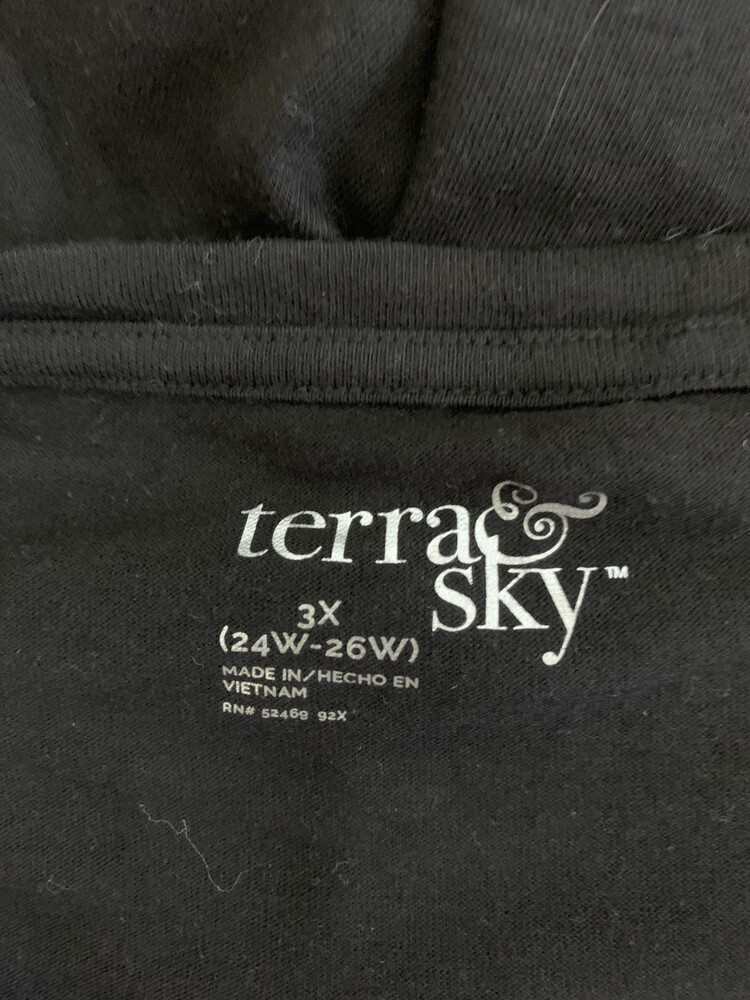 terra &
sky™
3X
(24W-26W)
MADE IN/HECHO EN
VIETNAM
RN# 52469 92X